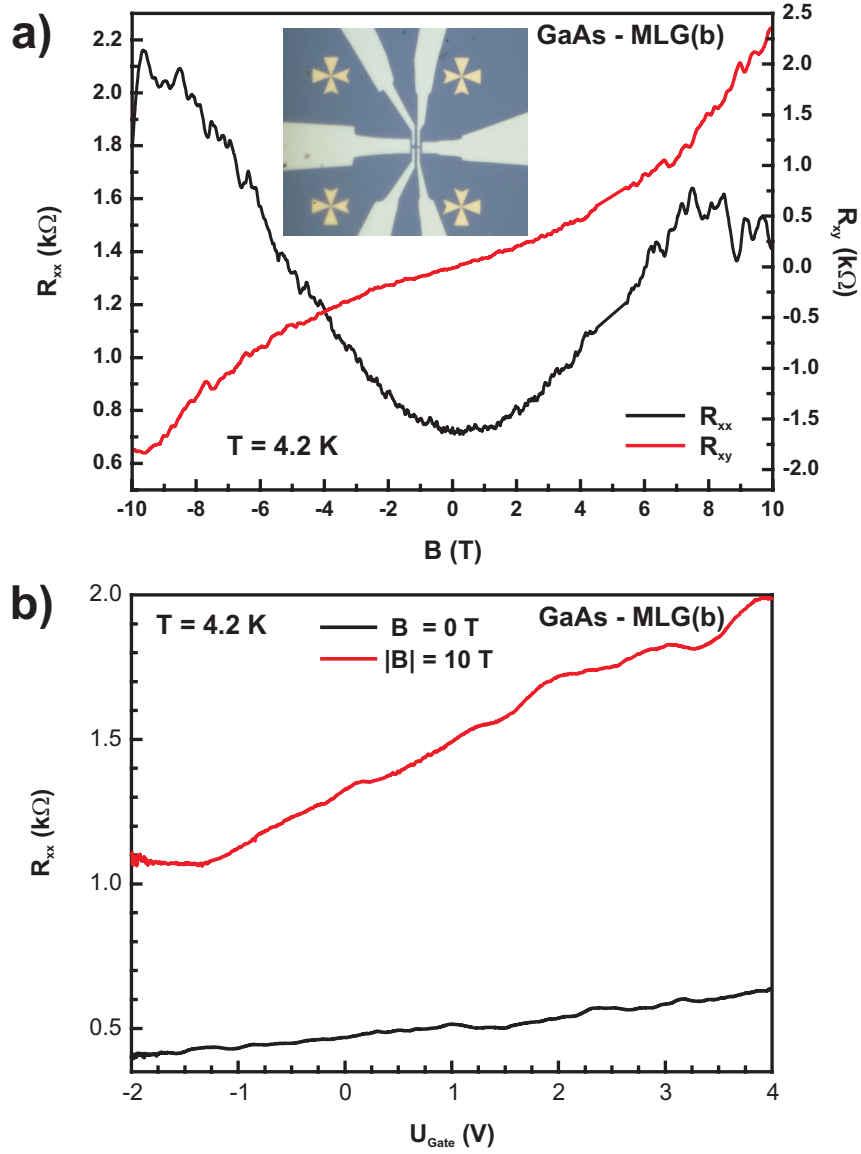 a)
GaAs - MLG(b)
2.2
2.0
1.8
1.6
1.4
1.2
1.0
0.8
0.6
R_xx (kΩ)
2.5
2.0
1.5
1.0
0.5
0.0
-0.5
-1.0
-1.5
-2.0
R_xy (kΩ)
T = 4.2 K
R_xx
R_xy
-10 -8 -6 -4 -2 0 2 4 6 8 10
B (T)
b)
T = 4.2 K
B = 0 T
|B| = 10 T
GaAs - MLG(b)
2.0
1.5
1.0
0.5
R_xx (kΩ)
-2 -1 0 1 2 3 4
U_Gate (V)